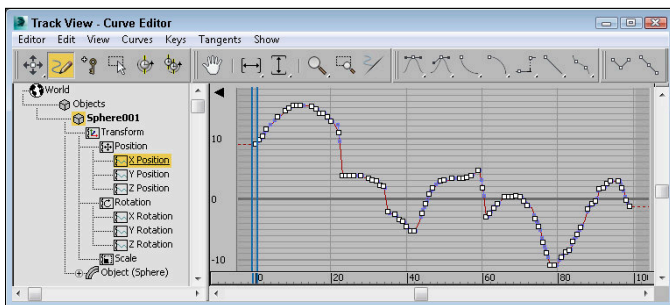 Track View - Curve Editor
Editor Edit View Curves Keys Tangents Show
World
Objects
Sphere001
Transform
Position
X Position
Y Position
Z Position
Rotation
X Rotation
Y Rotation
Z Rotation
Scale
Object (Sphere)
10
0
-10
0 20 40 60 80 100